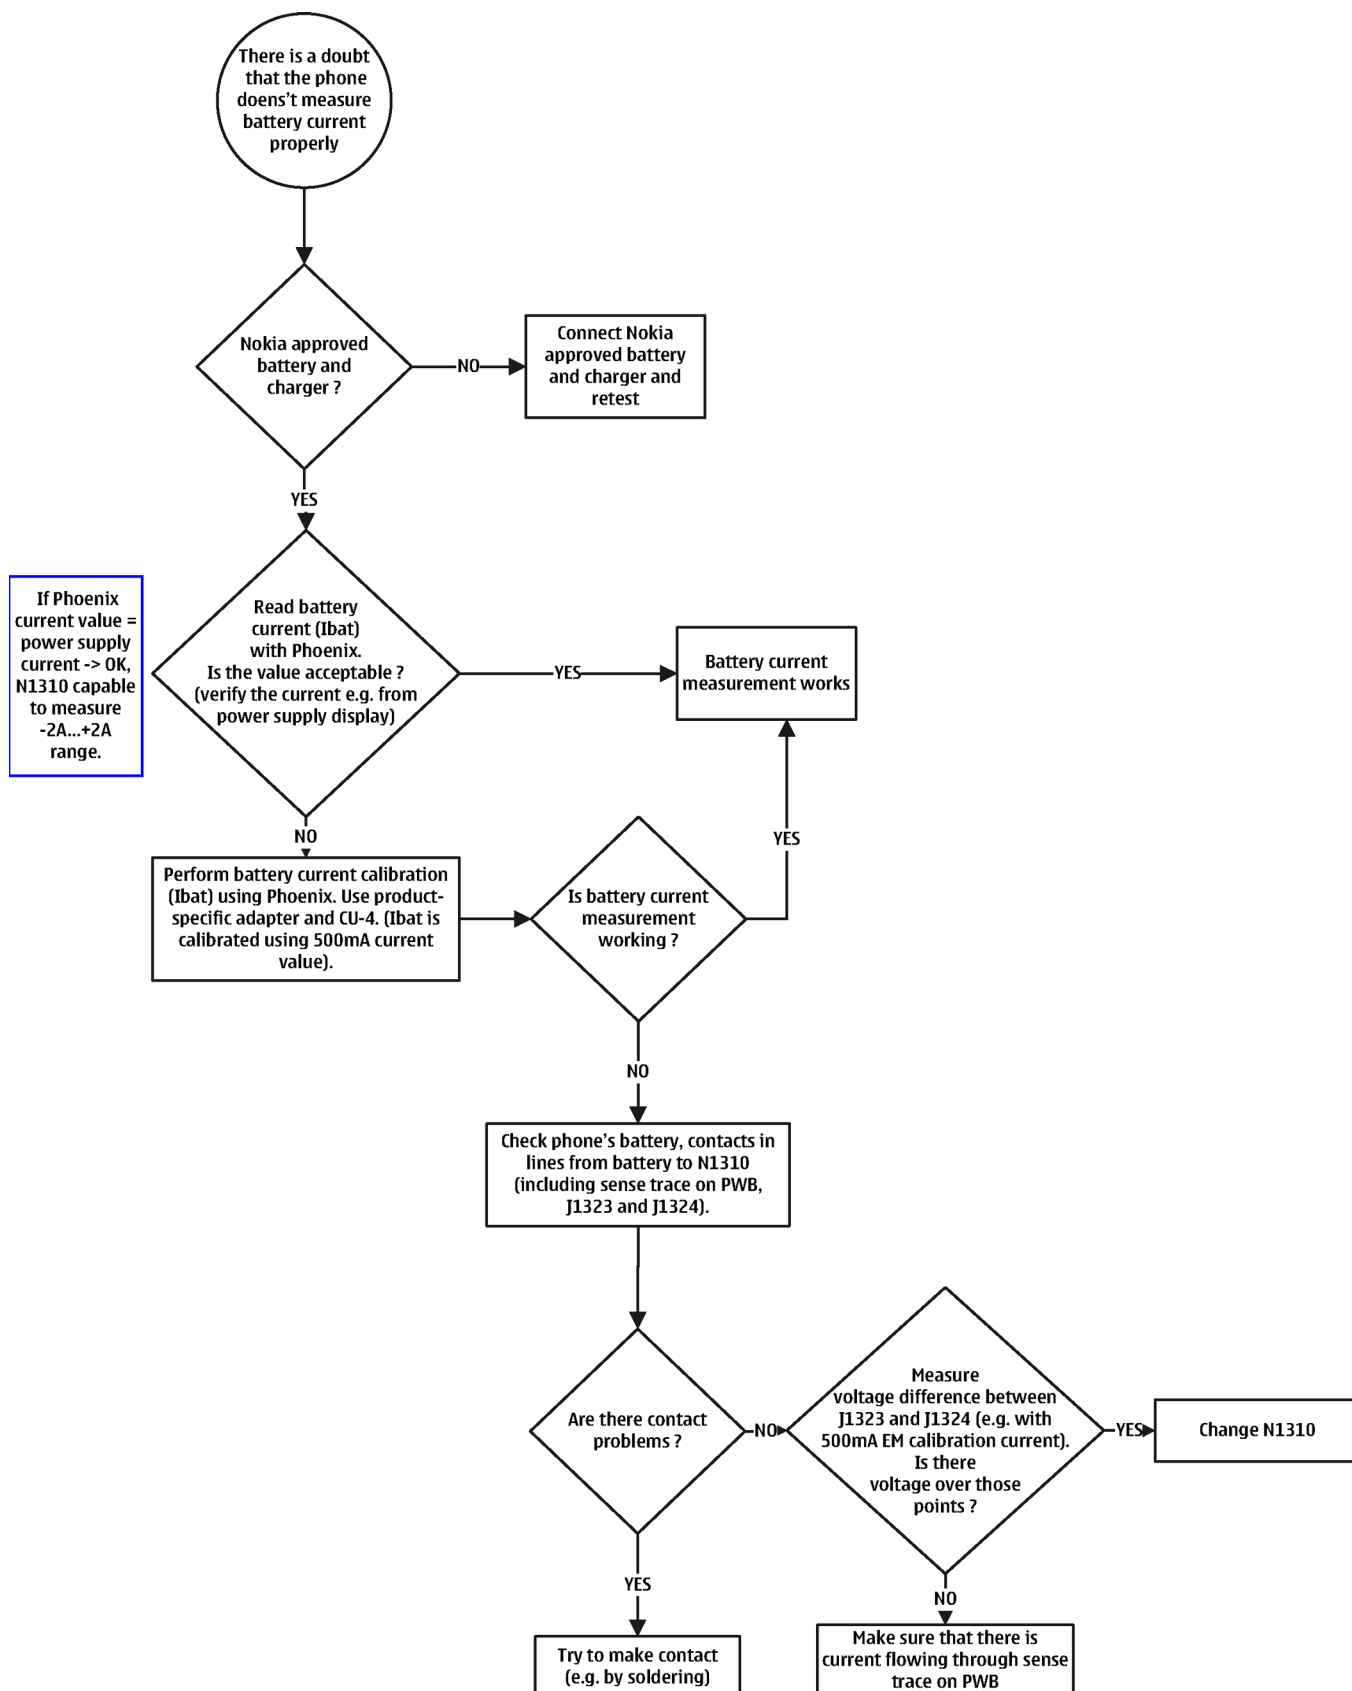 There is a doubt
that the phone
doens't measure
battery current
properly
Nokia approved
battery and
charger ?
NO
Connect Nokia
approved battery
and charger and
retest
YES
If Phoenix
current value =
power supply
current -> OK,
N1310 capable
to measure
-2A...+2A
range.
Read battery
current (Ibat)
with Phoenix.
Is the value acceptable ?
(verify the current e.g. from
power supply display)
YES
Battery current
measurement works
NO
Perform battery current calibration
(Ibat) using Phoenix. Use product-
specific adapter and CU-4. (Ibat is
calibrated using 500mA current
value).
Is battery current
measurement
working ?
YES
NO
Check phone's battery, contacts in
lines from battery to N1310
(including sense trace on PWB,
J1323 and J1324).
Are there contact
problems ?
NO
Measure
voltage difference between
J1323 and J1324 (e.g. with
500mA EM calibration current).
Is there
voltage over those
points ?
YES
Change N1310
YES
NO
Try to make contact
(e.g. by soldering)
Make sure that there is
current flowing through sense
trace on PWB